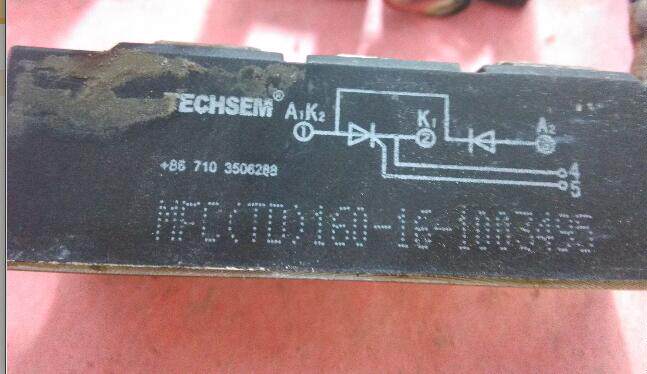 TECHSEM®
A₁K₂ K₁ A₂
1 2 3
4
5
+86 710 3506288
MFC(TD)160-16-1003495